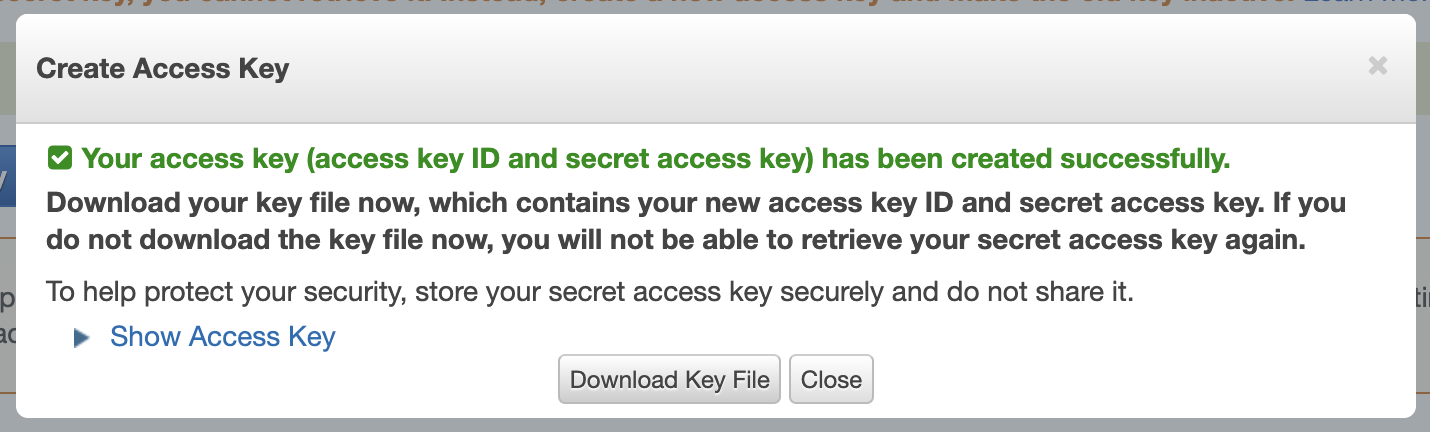 Create Access Key
Your access key (access key ID and secret access key) has been created successfully.
Download your key file now, which contains your new access key ID and secret access key. If you
do not download the key file now, you will not be able to retrieve your secret access key again.
To help protect your security, store your secret access key securely and do not share it.
Show Access Key
Download Key File
Close